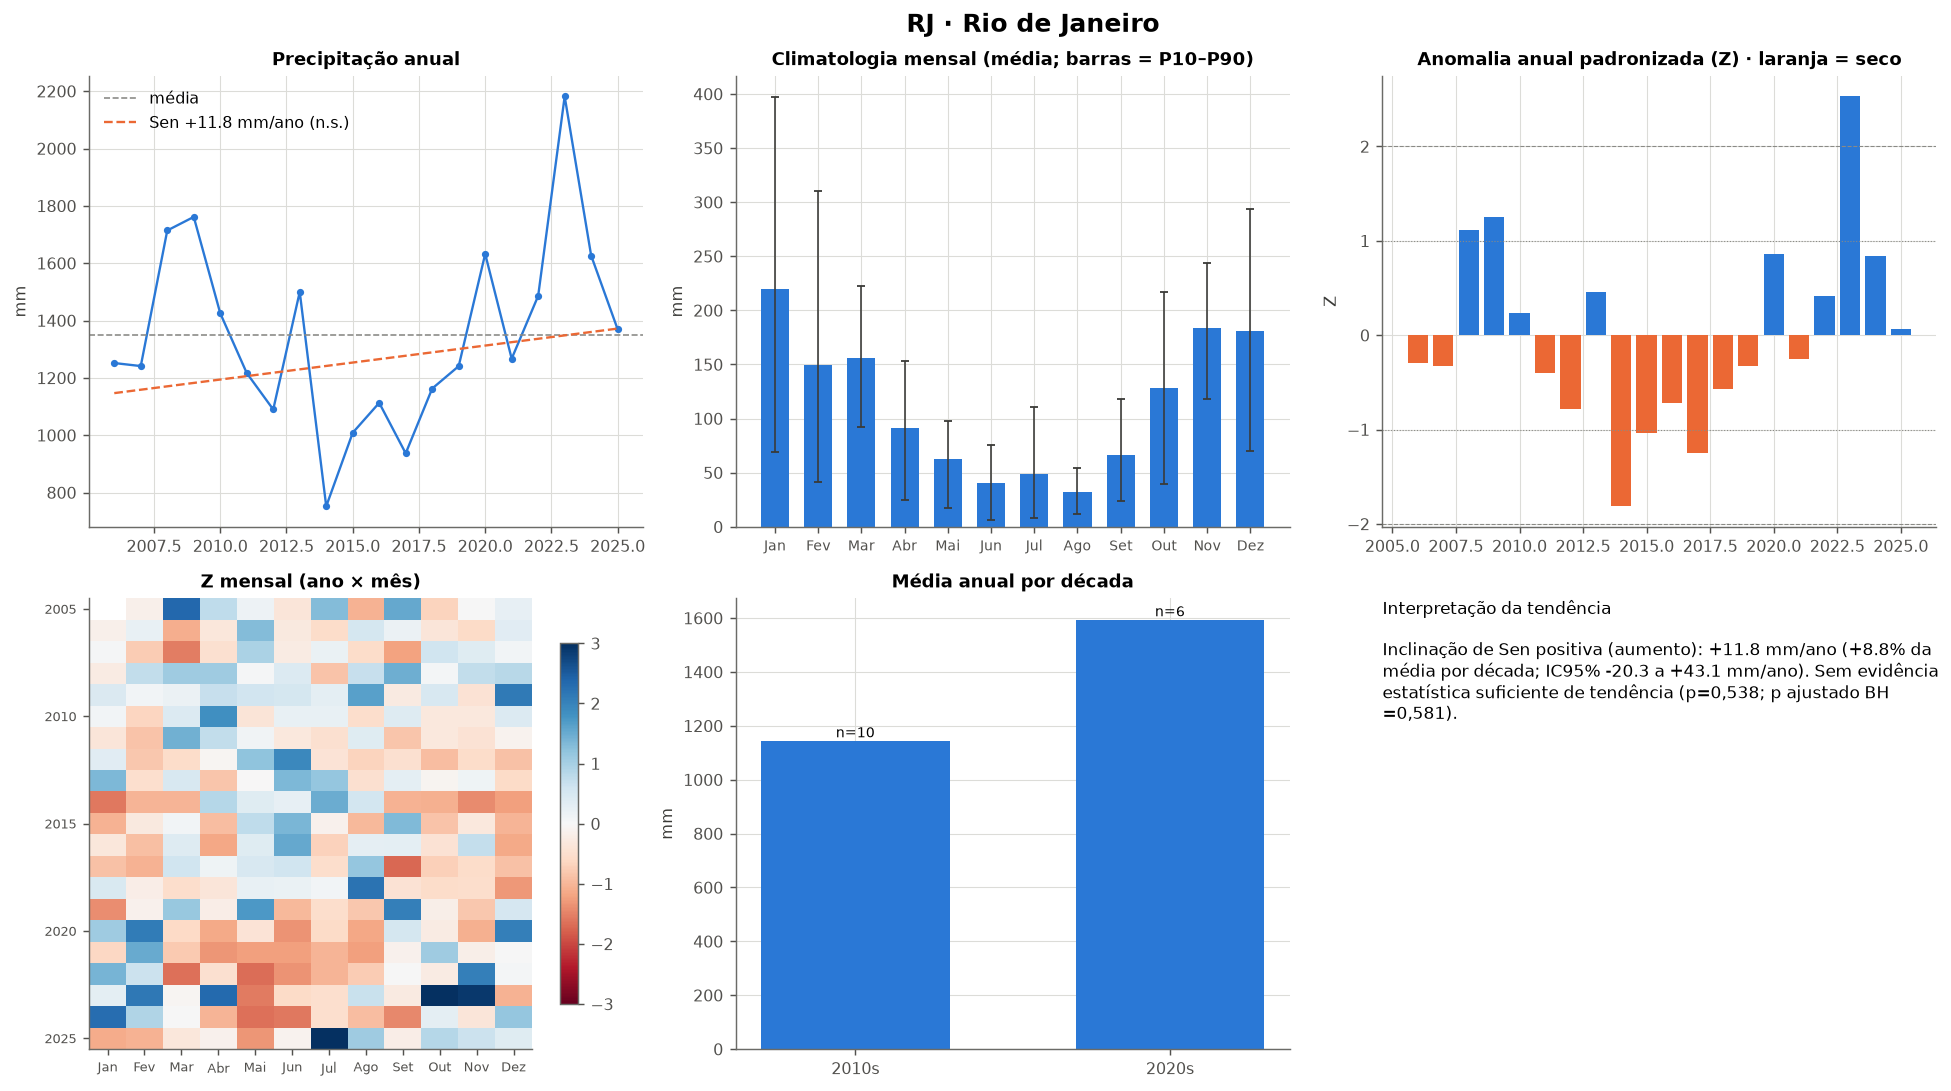 RJ · Rio de Janeiro
Precipitação anual
2200
2000
1800
1600
1400
1200
1000
800
mm
média
Sen +11.8 mm/ano (n.s.)
2007.5 2010.0 2012.5 2015.0 2017.5 2020.0 2022.5 2025.0
Climatologia mensal (média; barras = P10–P90)
400
350
300
250
200
150
100
50
0
mm
Jan Fev Mar Abr Mai Jun Jul Ago Set Out Nov Dez
Anomalia anual padronizada (Z) · laranja = seco
2
1
0
−1
−2
Z
2005.0 2007.5 2010.0 2012.5 2015.0 2017.5 2020.0 2022.5 2025.0
Z mensal (ano × mês)
2005
2010
2015
2020
2025
Jan Fev Mar Abr Mai Jun Jul Ago Set Out Nov Dez
3
2
1
0
−1
−2
−3
Média anual por década
1600
1400
1200
1000
800
600
400
200
0
mm
n=10
n=6
2010s 2020s
Interpretação da tendência
Inclinação de Sen positiva (aumento): +11.8 mm/ano (+8.8% da
média por década; IC95% -20.3 a +43.1 mm/ano). Sem evidência
estatística suficiente de tendência (p=0,538; p ajustado BH
=0,581).